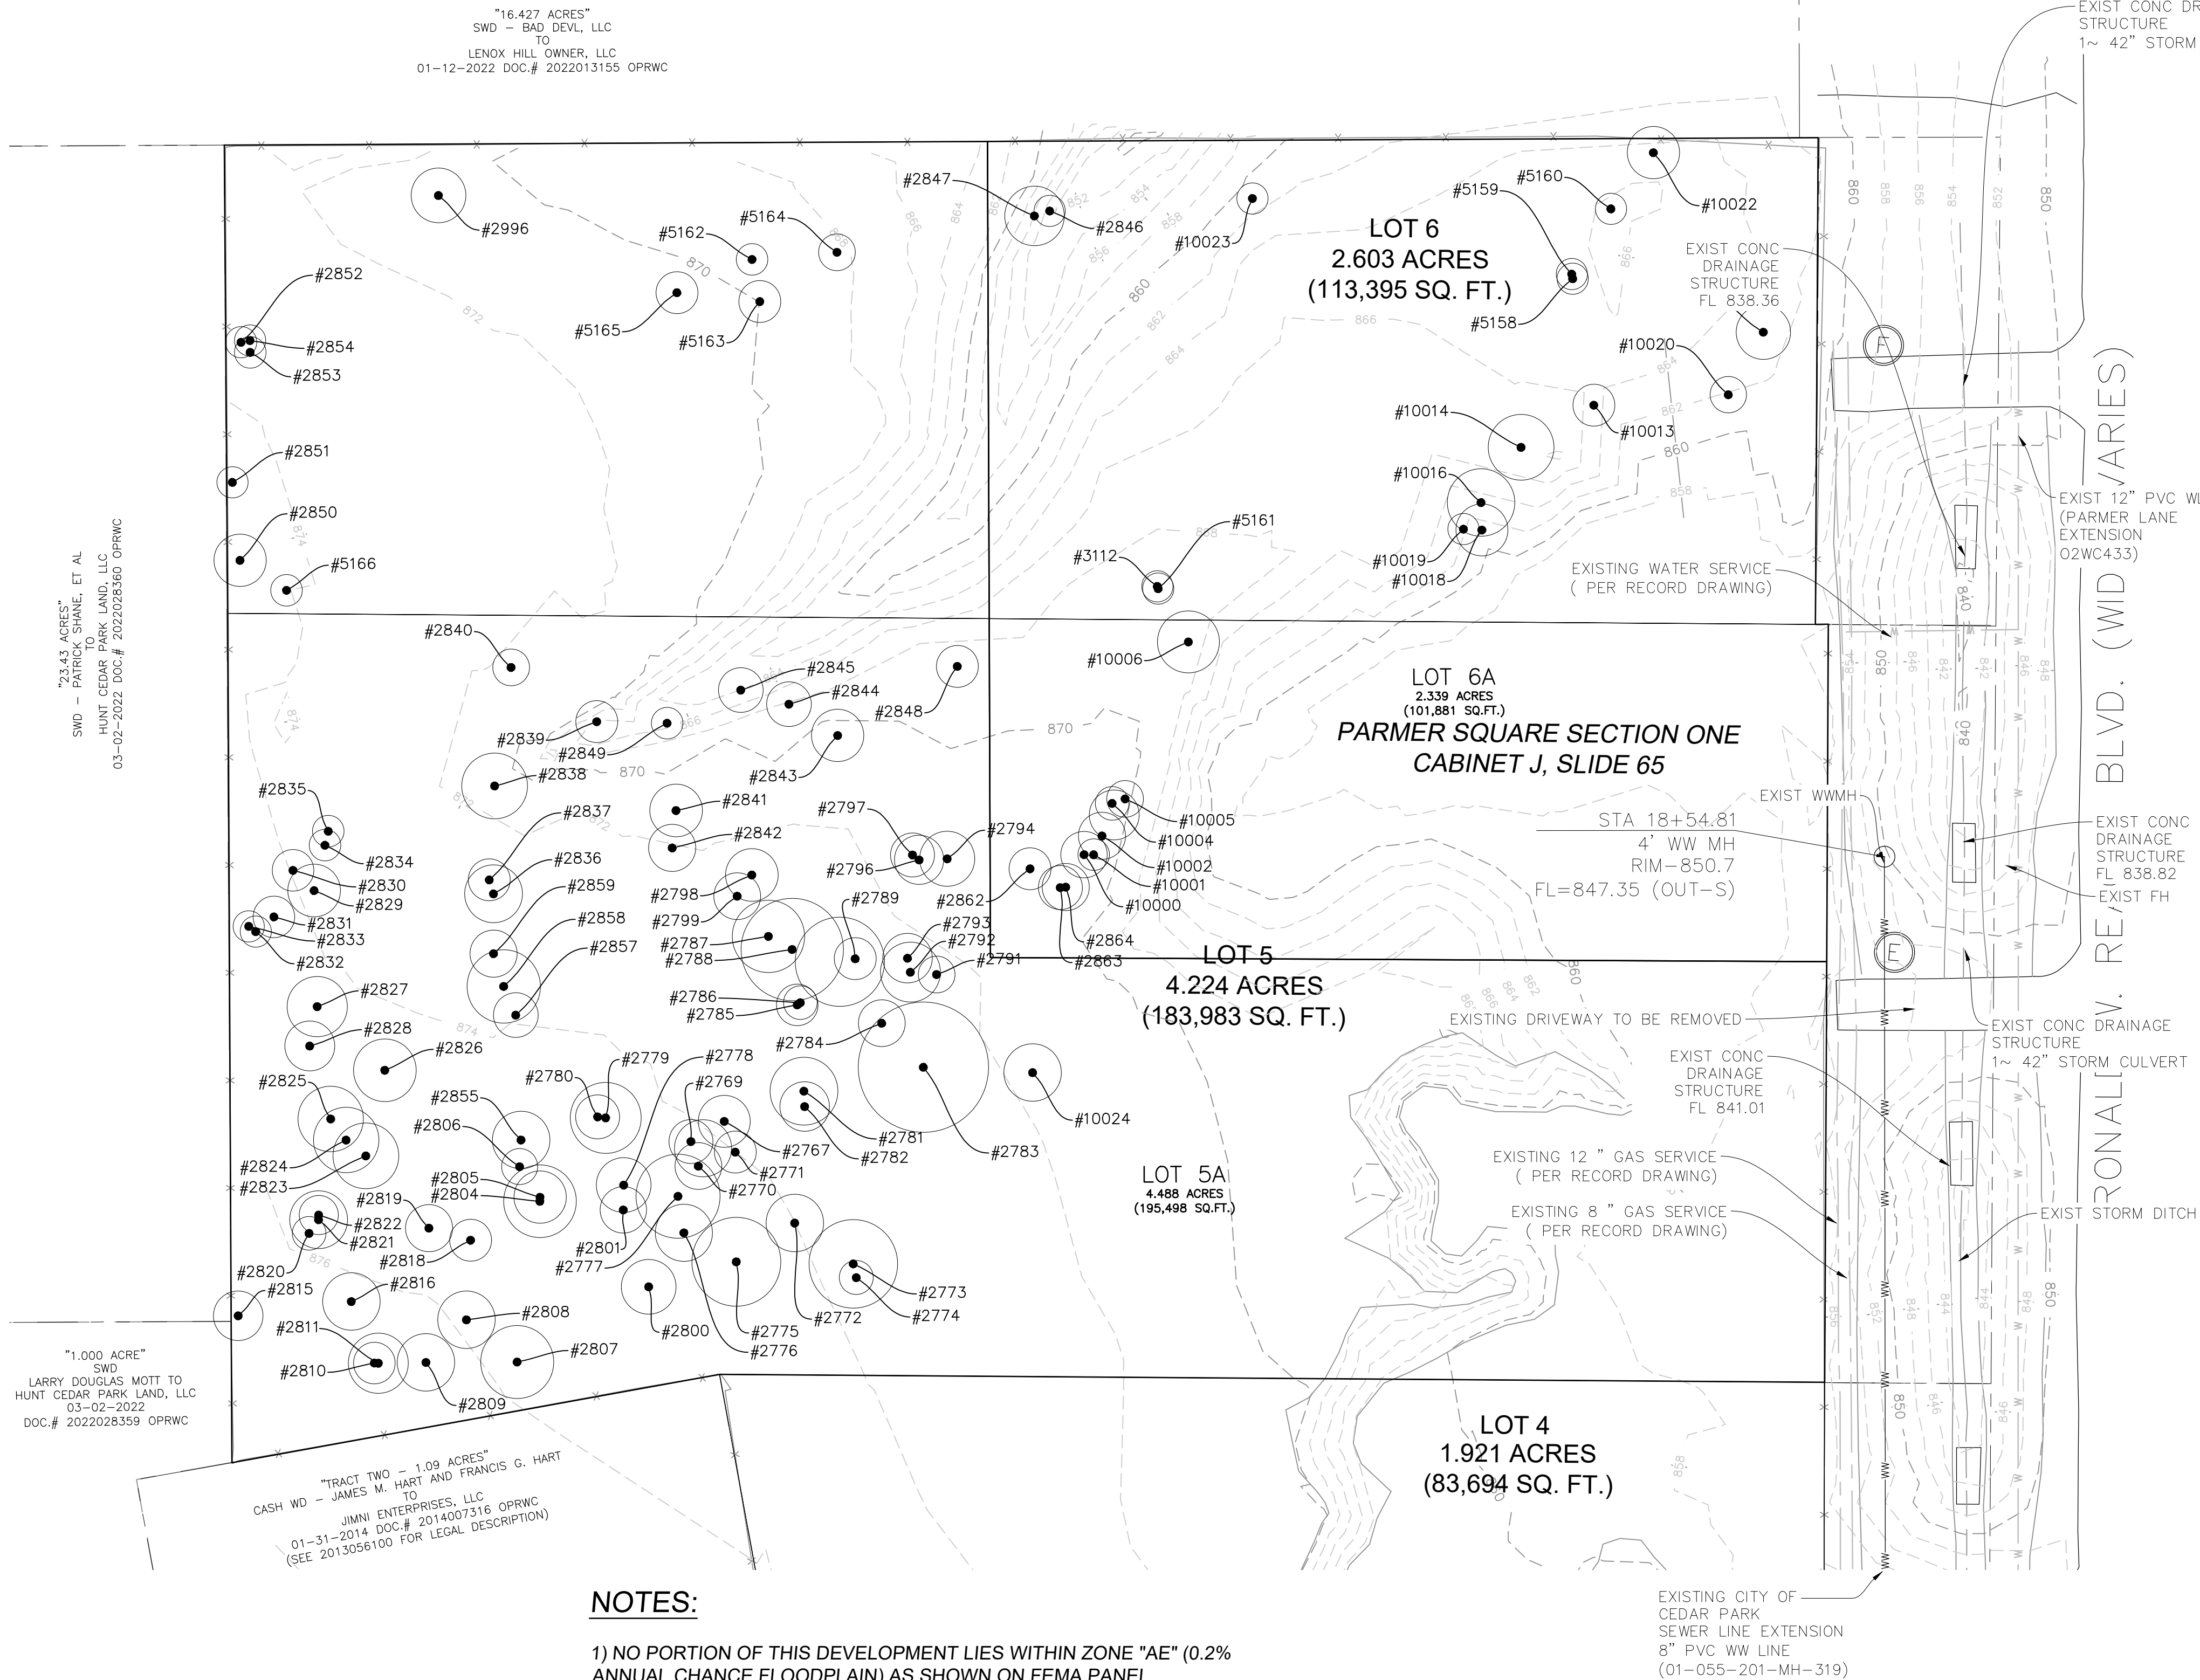 "16.427 ACRES"
SWD – BAD DEVL, LLC
TO
LENOX HILL OWNER, LLC
01-12-2022 DOC.# 2022013155 OPRWC
EXIST CONC DR
STRUCTURE
1~ 42" STORM
#2996
#5162
#5164
#5165
#5163
#2852
#2854
#2853
#2851
#2850
#5166
#2847
#2846
#10023
LOT 6
2.603 ACRES
(113,395 SQ. FT.)
#5159
#5160
#10022
#5158
EXIST CONC
DRAINAGE
STRUCTURE
FL 838.36
#10020
#10014
#10013
#10016
#10019
#10018
#5161
#3112
F
EXIST 12" PVC WL
(PARMER LANE
EXTENSION
02WC433)
EXISTING WATER SERVICE
( PER RECORD DRAWING)
"23.43 ACRES"
SWD – PATRICK SHANE, ET AL
TO
HUNT CEDAR PARK LAND, LLC
03-02-2022 DOC.# 2022028360 OPRWC
#2840
#2845
#2844
#2848
#10006
#2839
#2849
#2843
#2838
LOT 6A
2.339 ACRES
(101,881 SQ.FT.)
PARMER SQUARE SECTION ONE
CABINET J, SLIDE 65
#2835
#2834
#2830
#2829
#2831
#2833
#2832
#2837
#2836
#2859
#2858
#2857
#2841
#2842
#2797
#2796
#2794
#2798
#2799
#2789
#2787
#2788
#2793
#2792
#2791
#2862
#10005
#10004
#10002
#10001
#10000
#2864
#2863
EXIST WWMH
STA 18+54.81
4' WW MH
RIM-850.7
FL=847.35 (OUT-S)
EXIST CONC
DRAINAGE
STRUCTURE
FL 838.82
EXIST FH
E
RONALD W. REA BLVD. (WID VARIES)
LOT 5
4.224 ACRES
(183,983 SQ. FT.)
#2786
#2785
#2784
#2827
#2828
#2826
#2825
#2824
#2823
#2855
#2806
#2805
#2804
#2780
#2779
#2778
#2769
#2767
#2771
#2770
#2781
#2782
#2783
#10024
EXISTING DRIVEWAY TO BE REMOVED
EXIST CONC DRAINAGE
STRUCTURE
1~ 42" STORM CULVERT
EXIST CONC
DRAINAGE
STRUCTURE
FL 841.01
EXISTING 12 " GAS SERVICE
( PER RECORD DRAWING)
EXISTING 8 " GAS SERVICE
( PER RECORD DRAWING)
EXIST STORM DITCH
LOT 5A
4.488 ACRES
(195,498 SQ.FT.)
#2819
#2822
#2821
#2818
#2820
#2815
#2816
#2801
#2777
#2808
#2811
#2810
#2809
#2807
#2800
#2775
#2776
#2772
#2773
#2774
"1.000 ACRE"
SWD
LARRY DOUGLAS MOTT TO
HUNT CEDAR PARK LAND, LLC
03-02-2022
DOC.# 2022028359 OPRWC
LOT 4
1.921 ACRES
(83,694 SQ. FT.)
"TRACT TWO – 1.09 ACRES"
CASH WD – JAMES M. HART AND FRANCIS G. HART
TO
JIMNI ENTERPRISES, LLC
01-31-2014 DOC.# 2014007316 OPRWC
(SEE 2013056100 FOR LEGAL DESCRIPTION)
NOTES:
1) NO PORTION OF THIS DEVELOPMENT LIES WITHIN ZONE "AE" (0.2%
ANNUAL CHANCE FLOODPLAIN) AS SHOWN ON FEMA PANEL
EXISTING CITY OF
CEDAR PARK
SEWER LINE EXTENSION
8" PVC WW LINE
(01-055-201-MH-319)